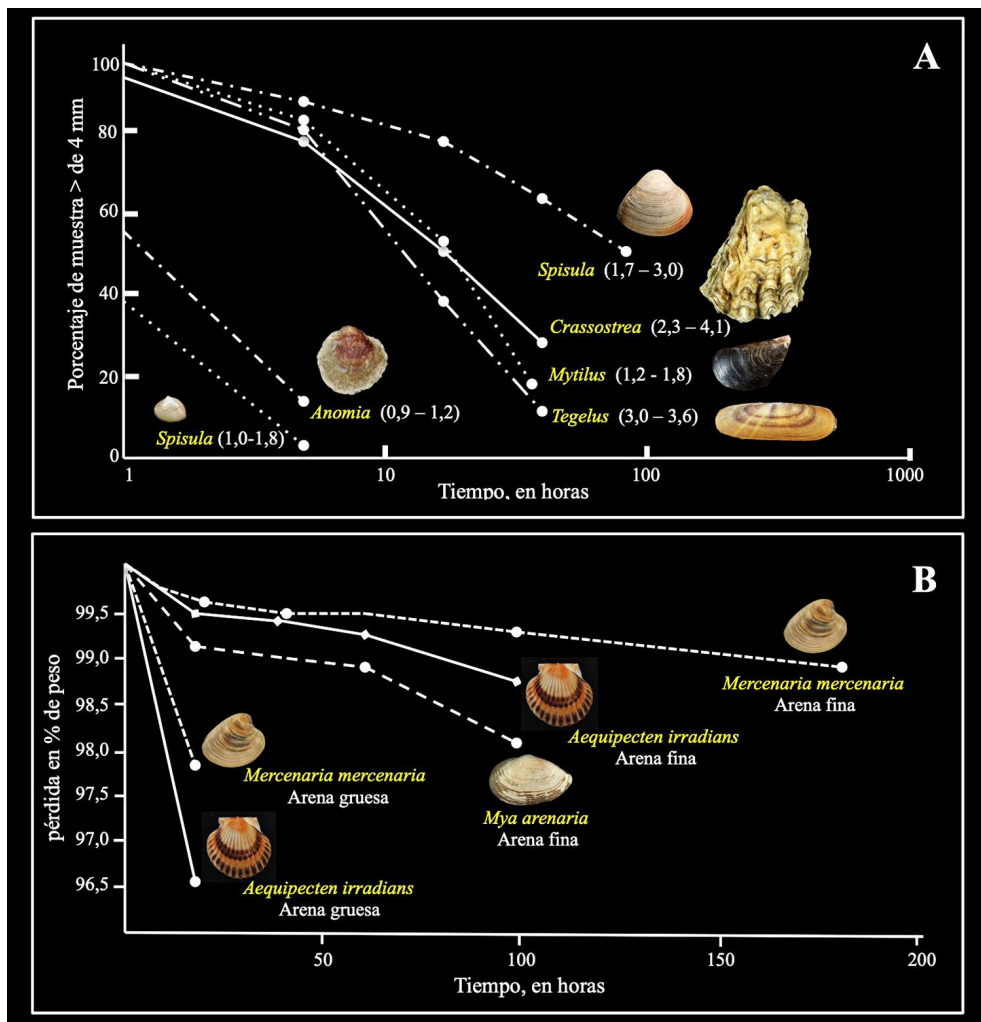 A
Porcentaje de muestra > de 4 mm
100
80
60
40
20
0
Spisula (1,7 – 3,0)
Crassostrea (2,3 – 4,1)
Mytilus (1,2 - 1,8)
Tegelus (3,0 – 3,6)
Anomia (0,9 – 1,2)
Spisula (1,0-1,8)
1 10 100 1000
Tiempo, en horas
B
pérdida en % de peso
99,5
99,0
98,5
98,0
97,5
97,0
96,5
Mercenaria mercenaria
Arena fina
Aequipecten irradians
Arena fina
Mercenaria mercenaria
Arena gruesa
Mya arenaria
Arena fina
Aequipecten irradians
Arena gruesa
50 100 150 200
Tiempo, en horas